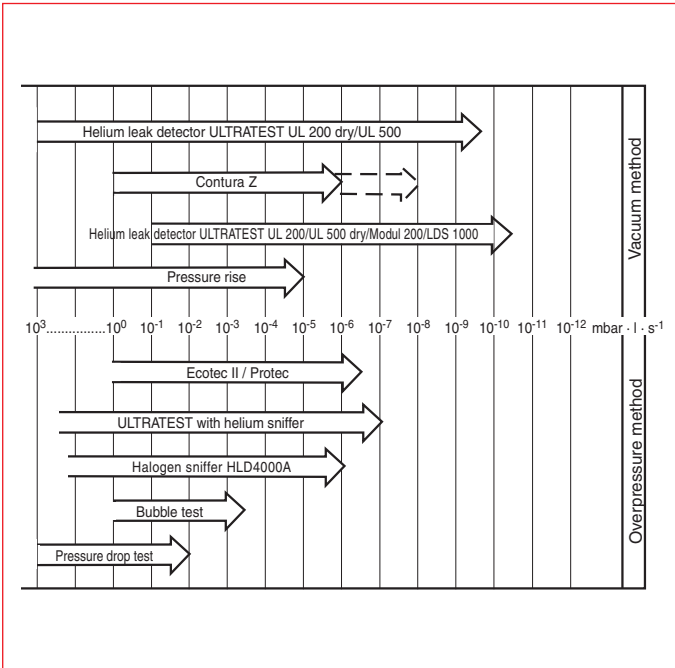 Helium leak detector ULTRATEST UL 200 dry/UL 500
Contura Z
Helium leak detector ULTRATEST UL 200/UL 500 dry/Modul 200/LDS 1000
Pressure rise
Vacuum method
10³...............10⁰ 10⁻¹ 10⁻² 10⁻³ 10⁻⁴ 10⁻⁵ 10⁻⁶ 10⁻⁷ 10⁻⁸ 10⁻⁹ 10⁻¹⁰ 10⁻¹¹ 10⁻¹² mbar · l · s⁻¹
Ecotec II / Protec
ULTRATEST with helium sniffer
Halogen sniffer HLD4000A
Bubble test
Pressure drop test
Overpressure method